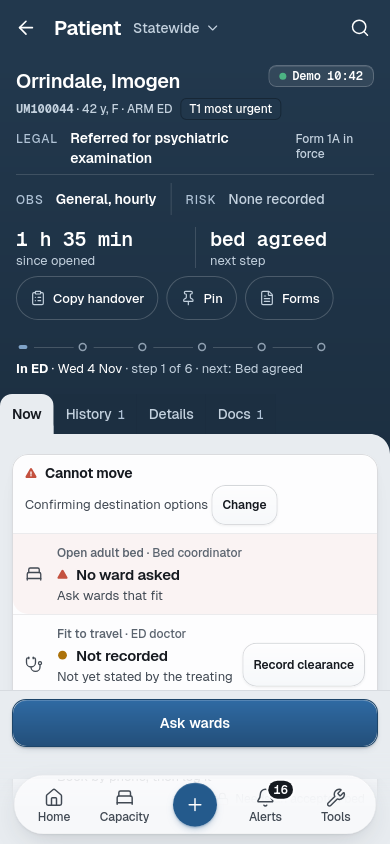 Patient Statewide
Orrindale, Imogen Demo 10:42
UM100044 · 42 y, F · ARM ED T1 most urgent
LEGAL Referred for psychiatric examination Form 1A in force
OBS General, hourly RISK None recorded
1 h 35 min bed agreed
since opened next step
Copy handover Pin Forms
In ED · Wed 4 Nov · step 1 of 6 · next: Bed agreed
Now History 1 Details Docs 1
Cannot move
Confirming destination options Change
Open adult bed · Bed coordinator
No ward asked
Ask wards that fit
Fit to travel · ED doctor
Not recorded
Not yet stated by the treating Record clearance
Ask wards
Home Capacity Alerts 16 Tools